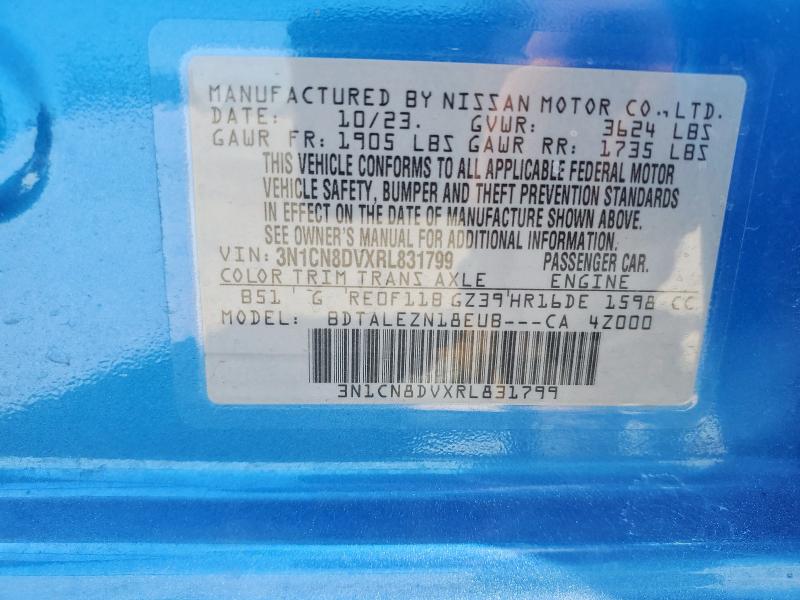 MANUFACTURED BY NISSAN MOTOR CO., LTD.
DATE: 10/23. GVWR: 3624 LBS
GAWR FR: 1905 LBS GAWR RR: 1735 LBS
THIS VEHICLE CONFORMS TO ALL APPLICABLE FEDERAL MOTOR
VEHICLE SAFETY, BUMPER AND THEFT PREVENTION STANDARDS
IN EFFECT ON THE DATE OF MANUFACTURE SHOWN ABOVE.
SEE OWNER'S MANUAL FOR ADDITIONAL INFORMATION.
VIN: 3N1CN8DVXRL831799 PASSENGER CAR.
COLOR TRIM TRANS AXLE ENGINE
B51 G RE0F11B GZ39 HR16DE 1598 CC
MODEL: BDTALEZN18EUB---CA 4Z000
3N1CN8DVXRL831799